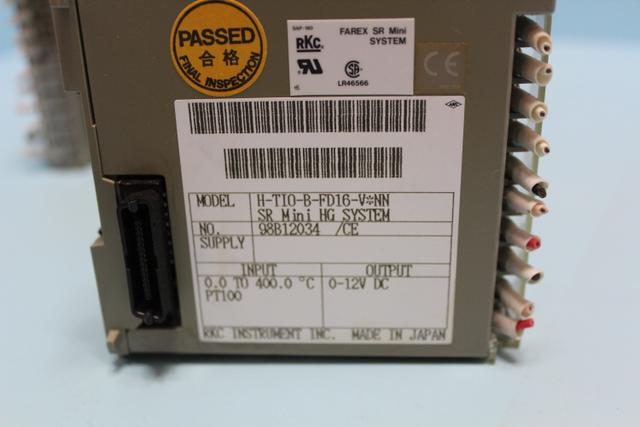 PASSED
合格
FINAL INSPECTION
RKC
FAREX SR Mini
SYSTEM
LR46566
CE
MODEL H-TIO-B-FD16-V*NN
SR Mini HG SYSTEM
NO. 98B12034 /CE
SUPPLY
INPUT OUTPUT
0.0 TO 400.0 °C 0-12V DC
PT100
RKC INSTRUMENT INC. MADE IN JAPAN